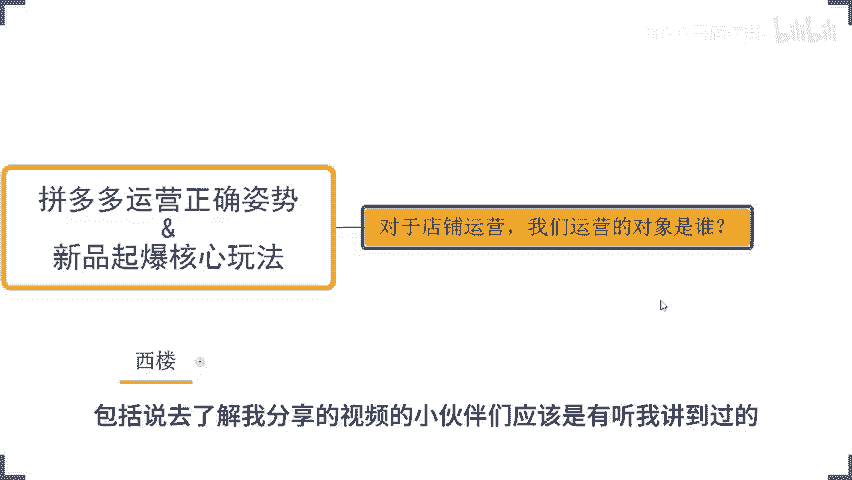 bilibili
拼多多运营正确姿势
&
新品起爆核心玩法
对于店铺运营，我们运营的对象是谁？
西楼
包括说去了解我分享的视频的小伙伴们应该是有听我讲到过的